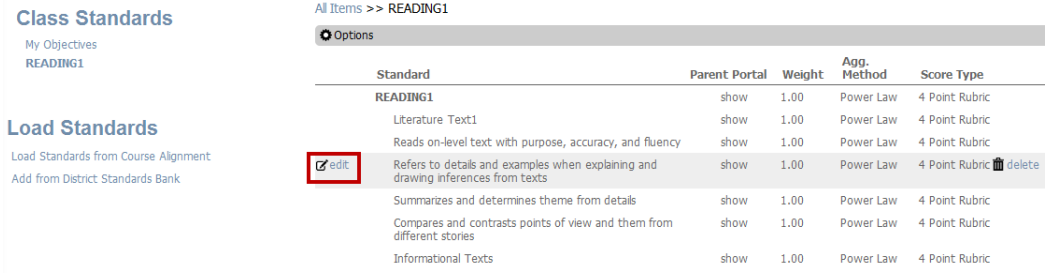 Class Standards
My Objectives
READING1
Load Standards
Load Standards from Course Alignment
Add from District Standards Bank
All Items >> READING1
Options
Standard Parent Portal Weight Agg. Method Score Type
READING1 show 1.00 Power Law 4 Point Rubric
Literature Text1 show 1.00 Power Law 4 Point Rubric
Reads on-level text with purpose, accuracy, and fluency show 1.00 Power Law 4 Point Rubric
edit Refers to details and examples when explaining and show 1.00 Power Law 4 Point Rubric delete
drawing inferences from texts
Summarizes and determines theme from details show 1.00 Power Law 4 Point Rubric
Compares and contrasts points of view and them from show 1.00 Power Law 4 Point Rubric
different stories
Informational Texts show 1.00 Power Law 4 Point Rubric